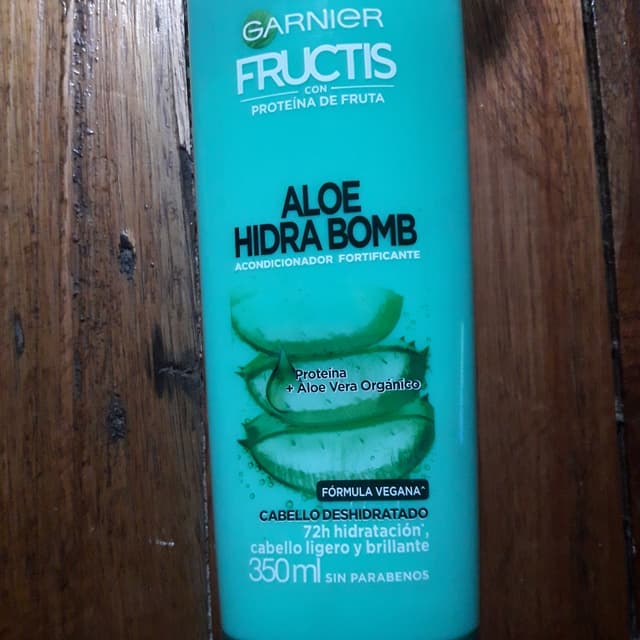 GARNIER
FRUCTIS
CON
PROTEÍNA DE FRUTA
ALOE
HIDRA BOMB
ACONDICIONADOR FORTIFICANTE
Proteína
+ Aloe Vera Orgánico
FÓRMULA VEGANA^
CABELLO DESHIDRATADO
72h hidratación*,
cabello ligero y brillante
350ml SIN PARABENOS